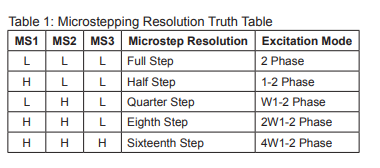 Table 1: Microstepping Resolution Truth Table
MS1 MS2 MS3 Microstep Resolution Excitation Mode
L L L Full Step 2 Phase
H L L Half Step 1-2 Phase
L H L Quarter Step W1-2 Phase
H H L Eighth Step 2W1-2 Phase
H H H Sixteenth Step 4W1-2 Phase